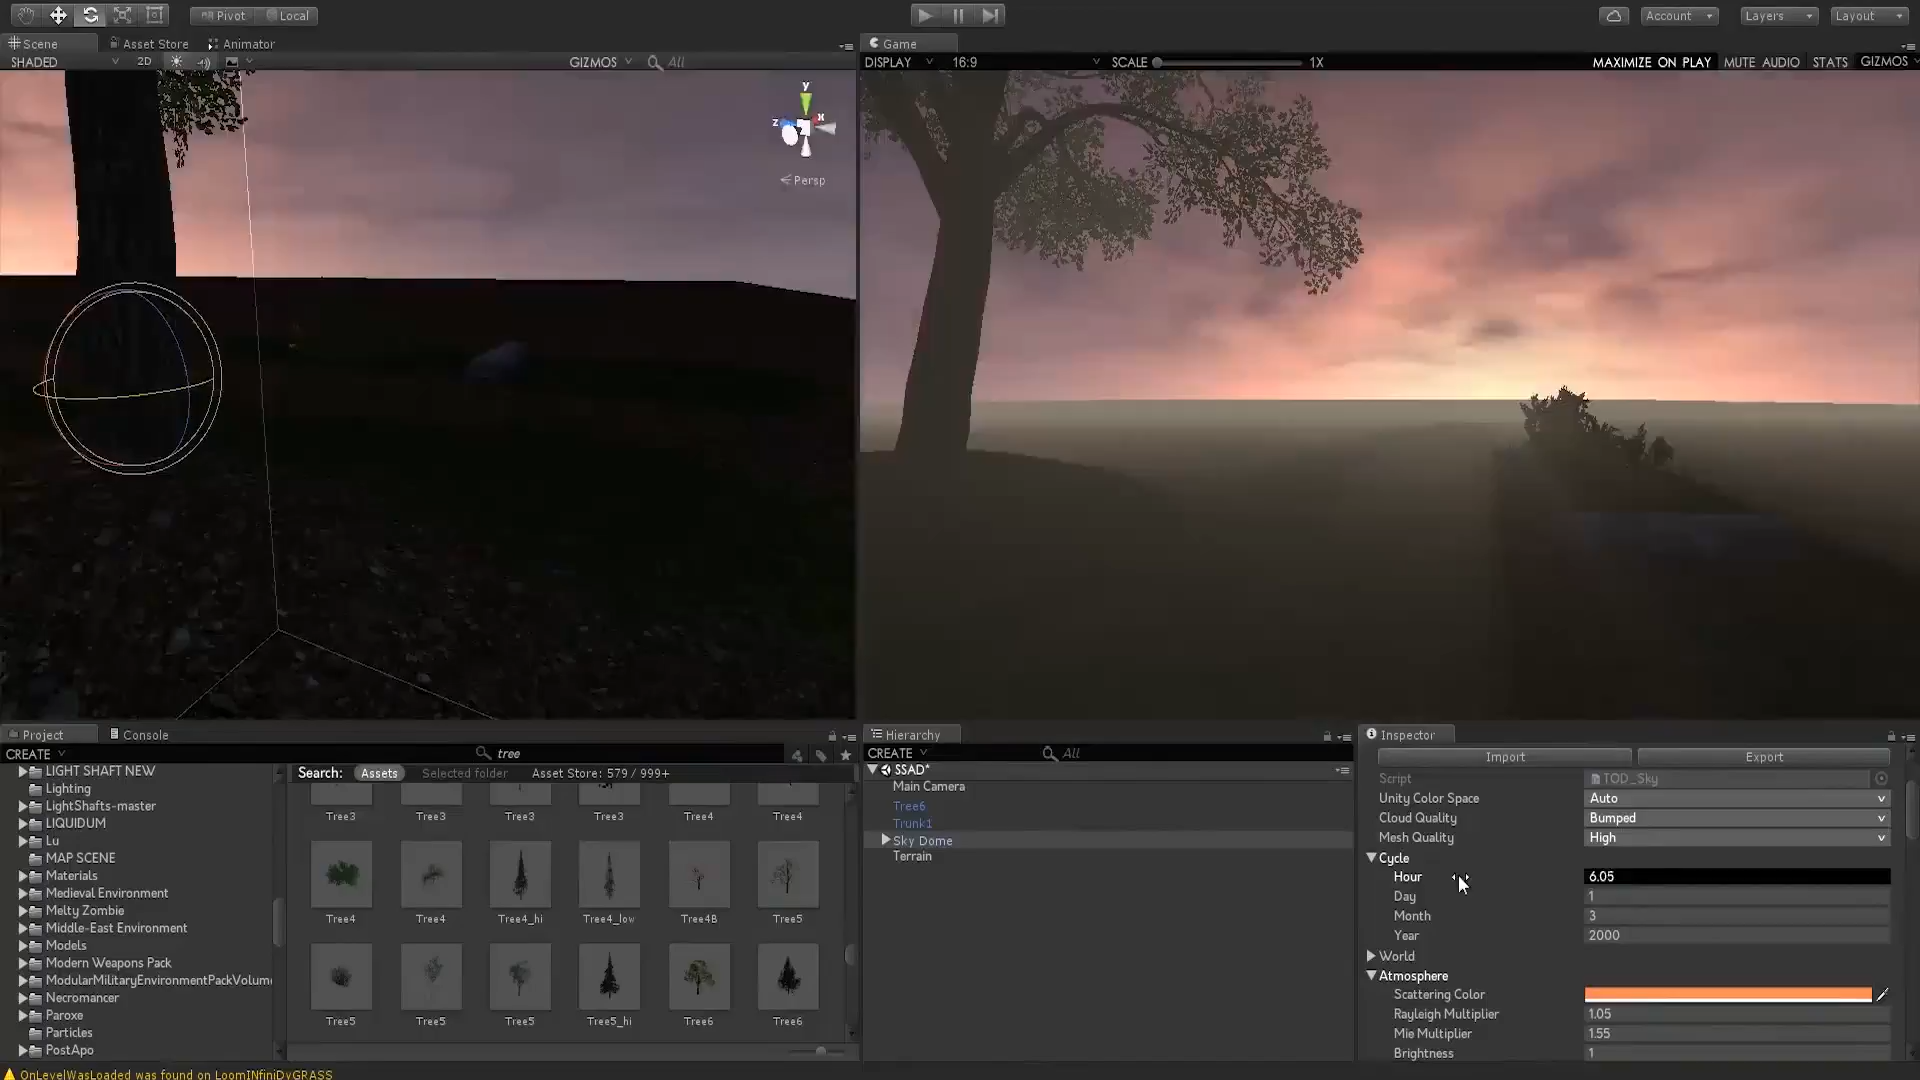 Pivot Local Account Layers Layout
Scene Asset Store Animator Game
SHADED 2D GIZMOS All DISPLAY 16:9 SCALE 1X MAXIMIZE ON PLAY MUTE AUDIO STATS GIZMOS
y
z x
Persp
Project Console Hierarchy Inspector
CREATE tree CREATE All Import Export
LIGHT SHAFT NEW
Lighting
LightShafts-master
LIQUIDUM
Lu
MAP SCENE
Materials
Medieval Environment
Melty Zombie
Middle-East Environment
Models
Modern Weapons Pack
ModularMilitaryEnvironmentPackVolum
Necromancer
Paroxe
Particles
PostApo
Search: Assets Selected folder Asset Store: 579 / 999+
Tree3 Tree3 Tree3 Tree3 Tree4 Tree4
Tree4 Tree4 Tree4_hi Tree4_low Tree4B Tree5
Tree5 Tree5 Tree5 Tree5_hi Tree6 Tree6
SSAD*
Main Camera
Tree6
Trunk1
Sky Dome
Terrain
Script TOD_Sky
Unity Color Space Auto
Cloud Quality Bumped
Mesh Quality High
Cycle
Hour 6.05
Day 1
Month 3
Year 2000
World
Atmosphere
Scattering Color
Rayleigh Multiplier 1.05
Mie Multiplier 1.55
Brightness 1
OnLevelWasLoaded was found on LoomINfiniDyGRASS